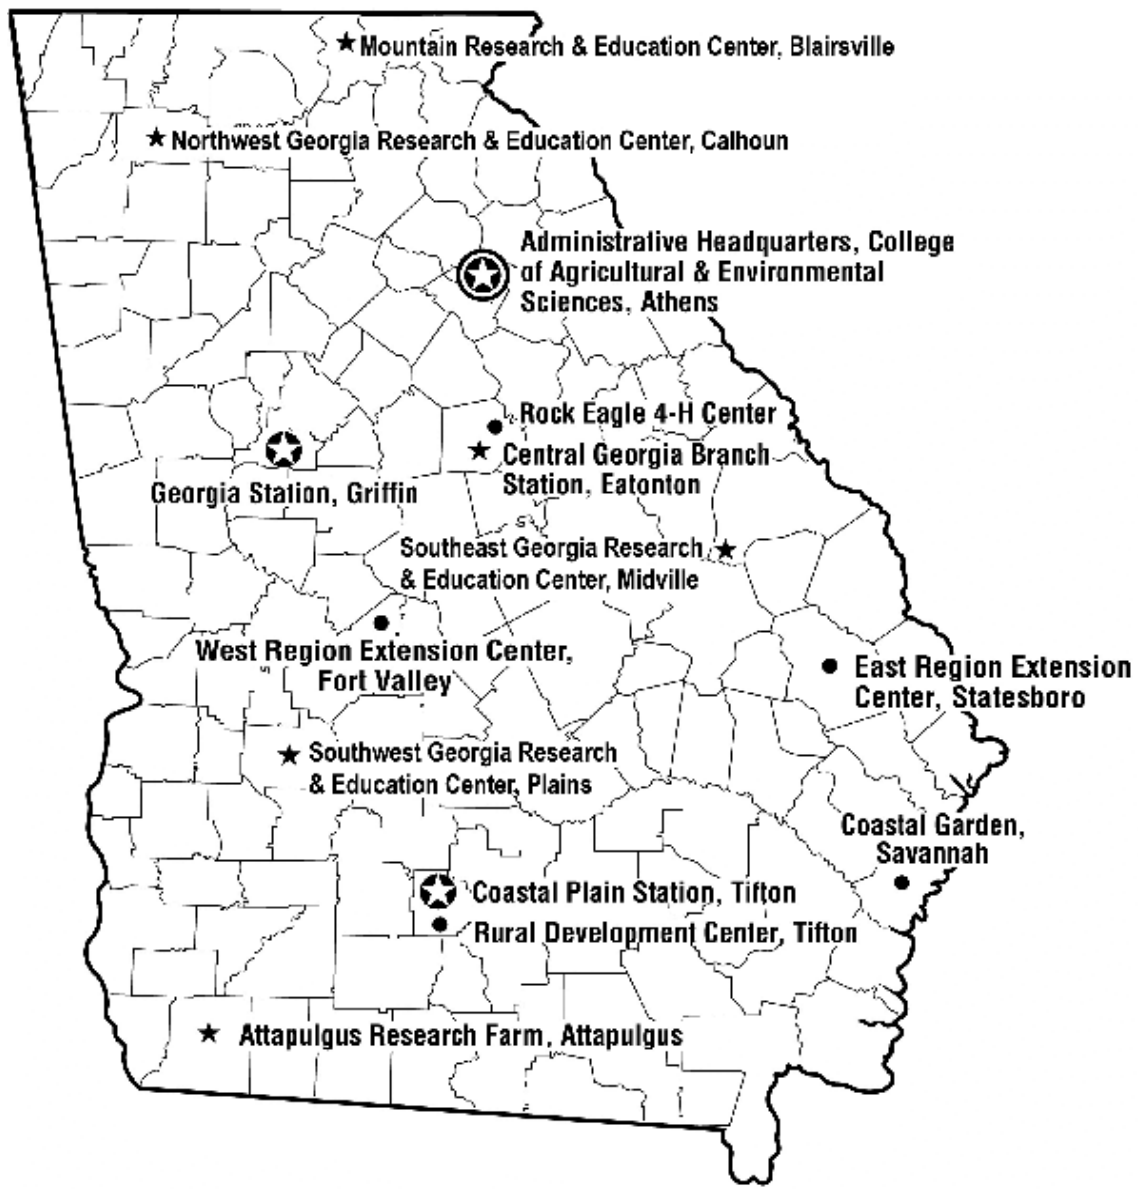 Mountain Research & Education Center, Blairsville
Northwest Georgia Research & Education Center, Calhoun
Administrative Headquarters, College
of Agricultural & Environmental
Sciences, Athens
Rock Eagle 4-H Center
Central Georgia Branch
Station, Eatonton
Georgia Station, Griffin
Southeast Georgia Research
& Education Center, Midville
West Region Extension Center,
Fort Valley
East Region Extension
Center, Statesboro
Southwest Georgia Research
& Education Center, Plains
Coastal Garden,
Savannah
Coastal Plain Station, Tifton
Rural Development Center, Tifton
Attapulgus Research Farm, Attapulgus